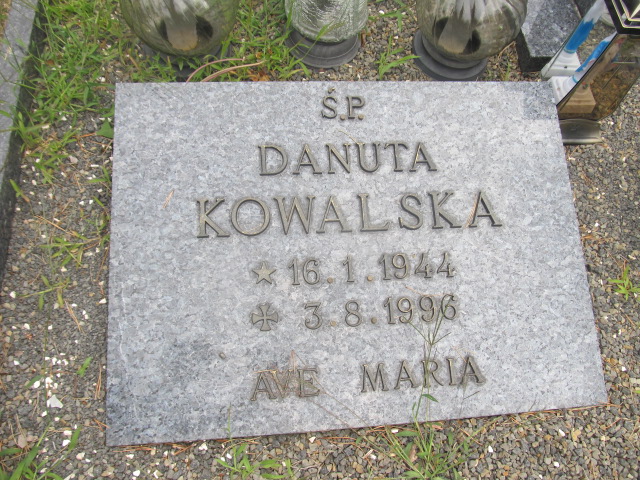 Ś.P.
DANUTA
KOWALSKA
★ 16.1.1944
✠ 3.8.1996
AVE MARIA